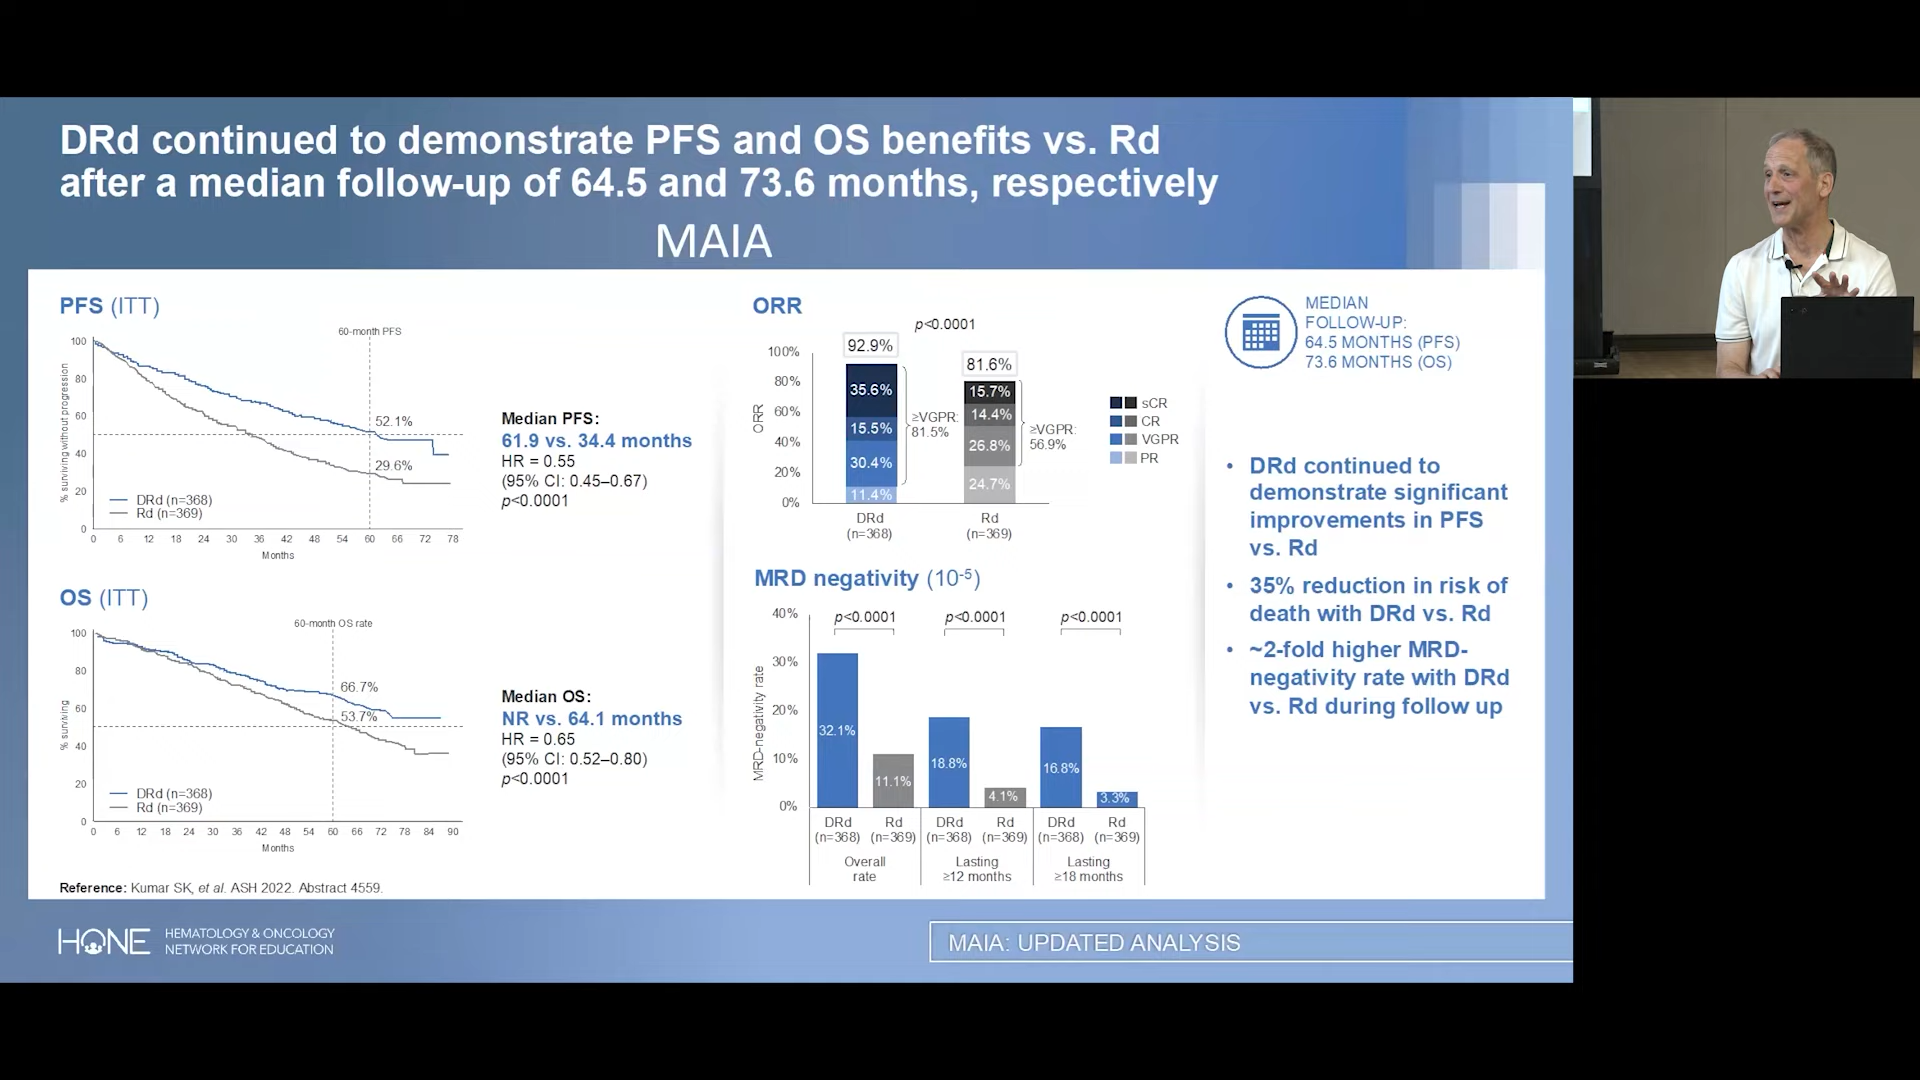 DRd continued to demonstrate PFS and OS benefits vs. Rd
after a median follow-up of 64.5 and 73.6 months, respectively
MAIA
PFS (ITT)
60-month PFS
% surviving without progression
100
80
60
40
20
0
52.1%
29.6%
DRd (n=368)
Rd (n=369)
0 6 12 18 24 30 36 42 48 54 60 66 72 78
Months
Median PFS:
61.9 vs. 34.4 months
HR = 0.55
(95% CI: 0.45–0.67)
p<0.0001
OS (ITT)
60-month OS rate
% surviving
100
80
60
40
20
0
66.7%
53.7%
DRd (n=368)
Rd (n=369)
0 6 12 18 24 30 36 42 48 54 60 66 72 78 84 90
Months
Median OS:
NR vs. 64.1 months
HR = 0.65
(95% CI: 0.52–0.80)
p<0.0001
Reference: Kumar SK, et al. ASH 2022. Abstract 4559.
ORR
p<0.0001
ORR
100%
80%
60%
40%
20%
0%
92.9%
35.6%
15.5%
30.4%
11.4%
≥VGPR:
81.5%
81.6%
15.7%
14.4%
26.8%
24.7%
≥VGPR:
56.9%
DRd
(n=368)
Rd
(n=369)
sCR
CR
VGPR
PR
MRD negativity (10-5)
MRD-negativity rate
40%
30%
20%
10%
0%
p<0.0001 p<0.0001 p<0.0001
32.1%
11.1%
18.8%
4.1%
16.8%
3.3%
DRd Rd DRd Rd DRd Rd
(n=368) (n=369) (n=368) (n=369) (n=368) (n=369)
Overall
rate
Lasting
≥12 months
Lasting
≥18 months
MEDIAN
FOLLOW-UP:
64.5 MONTHS (PFS)
73.6 MONTHS (OS)
• DRd continued to
demonstrate significant
improvements in PFS
vs. Rd
• 35% reduction in risk of
death with DRd vs. Rd
• ~2-fold higher MRD-
negativity rate with DRd
vs. Rd during follow up
HONE
HEMATOLOGY & ONCOLOGY
NETWORK FOR EDUCATION
MAIA: UPDATED ANALYSIS